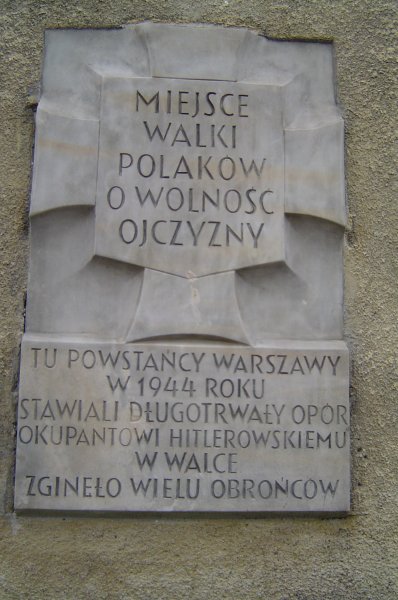 MIEJSCE
WALKI
POLAKÓW
O WOLNOŚĆ
OJCZYZNY
TU POWSTAŃCY WARSZAWY
W 1944 ROKU
STAWIALI DŁUGOTRWAŁY OPÓR
OKUPANTOWI HITLEROWSKIEMU
W WALCE
ZGINĘŁO WIELU OBROŃCÓW